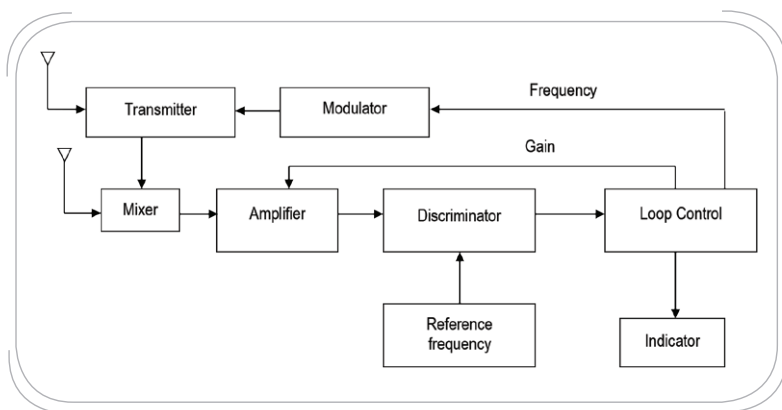 Frequency
Transmitter
Modulator
Gain
Mixer
Amplifier
Discriminator
Loop Control
Reference
frequency
Indicator